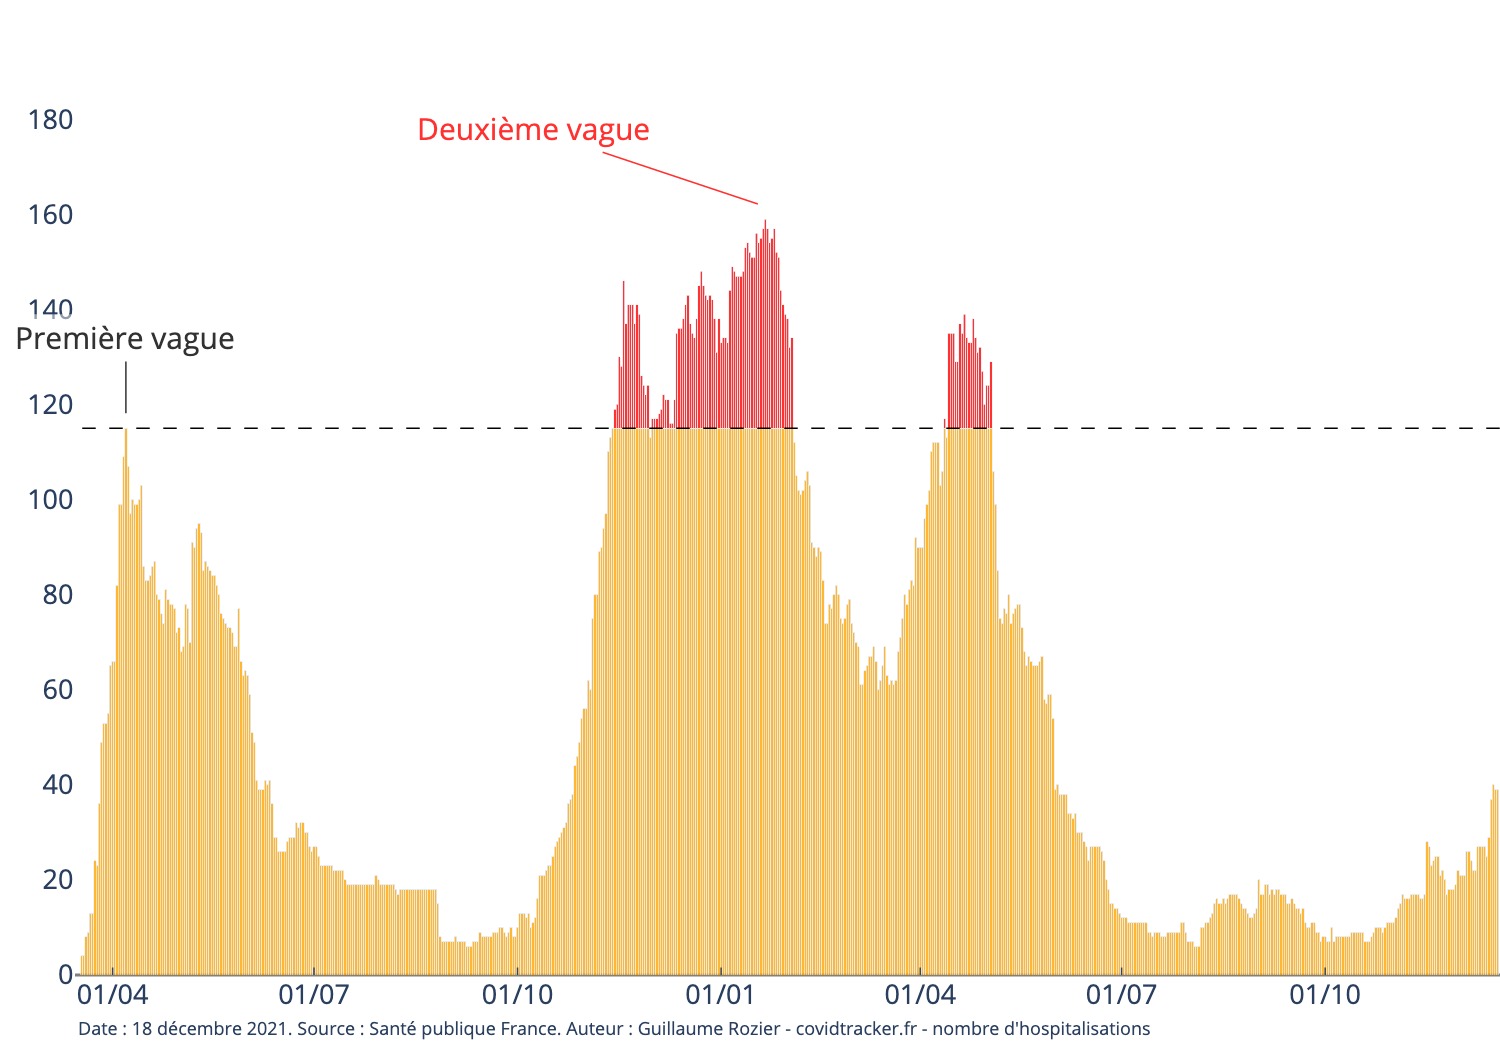 180
Deuxième vague
160
140
Première vague
120
100
80
60
40
20
0
01/04 01/07 01/10 01/01 01/04 01/07 01/10
Date : 18 décembre 2021. Source : Santé publique France. Auteur : Guillaume Rozier - covidtracker.fr - nombre d'hospitalisations